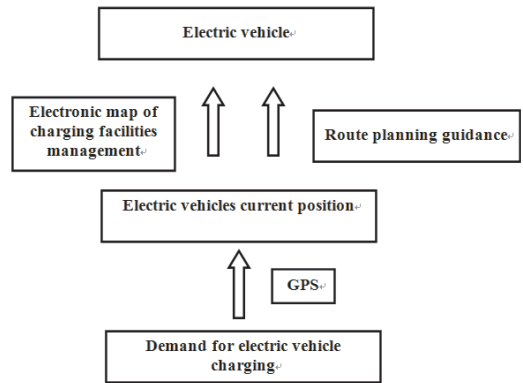 Electric vehicle
Electronic map of
charging facilities
management
Route planning guidance
Electric vehicles current position
GPS
Demand for electric vehicle
charging